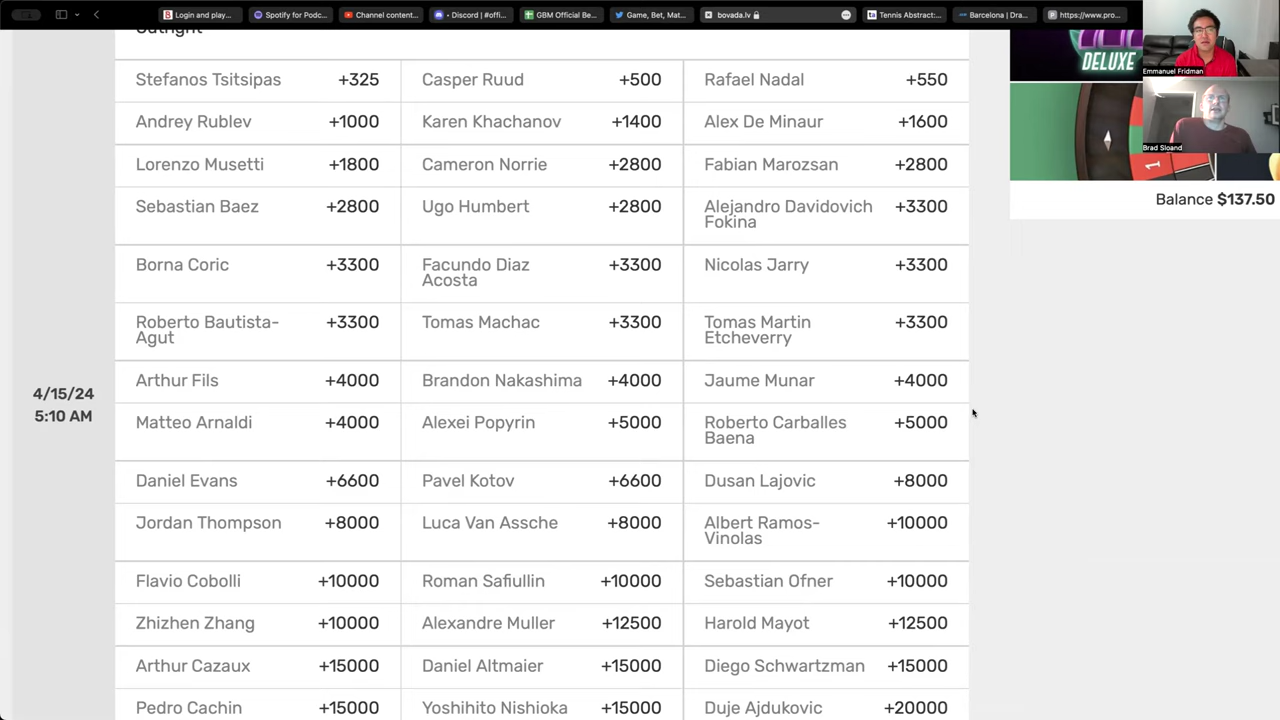 Login and play...
Spotify for Podc...
Channel content...
• Discord | #offi...
GBM Official Be...
Game, Bet, Mat...
bovada.lv
Tennis Abstract:...
Barcelona | Dra...
https://www.pro...
Outright
DELUXE
Emmanuel Fridman
Brad Sloand
1
Balance $137.50
4/15/24
5:10 AM
Stefanos Tsitsipas +325 Casper Ruud +500 Rafael Nadal +550
Andrey Rublev +1000 Karen Khachanov +1400 Alex De Minaur +1600
Lorenzo Musetti +1800 Cameron Norrie +2800 Fabian Marozsan +2800
Sebastian Baez +2800 Ugo Humbert +2800 Alejandro Davidovich +3300
Fokina
Borna Coric +3300 Facundo Diaz +3300 Nicolas Jarry +3300
Acosta
Roberto Bautista- +3300 Tomas Machac +3300 Tomas Martin +3300
Agut Etcheverry
Arthur Fils +4000 Brandon Nakashima +4000 Jaume Munar +4000
Matteo Arnaldi +4000 Alexei Popyrin +5000 Roberto Carballes +5000
Baena
Daniel Evans +6600 Pavel Kotov +6600 Dusan Lajovic +8000
Jordan Thompson +8000 Luca Van Assche +8000 Albert Ramos- +10000
Vinolas
Flavio Cobolli +10000 Roman Safiullin +10000 Sebastian Ofner +10000
Zhizhen Zhang +10000 Alexandre Muller +12500 Harold Mayot +12500
Arthur Cazaux +15000 Daniel Altmaier +15000 Diego Schwartzman +15000
Pedro Cachin +15000 Yoshihito Nishioka +15000 Duje Ajdukovic +20000